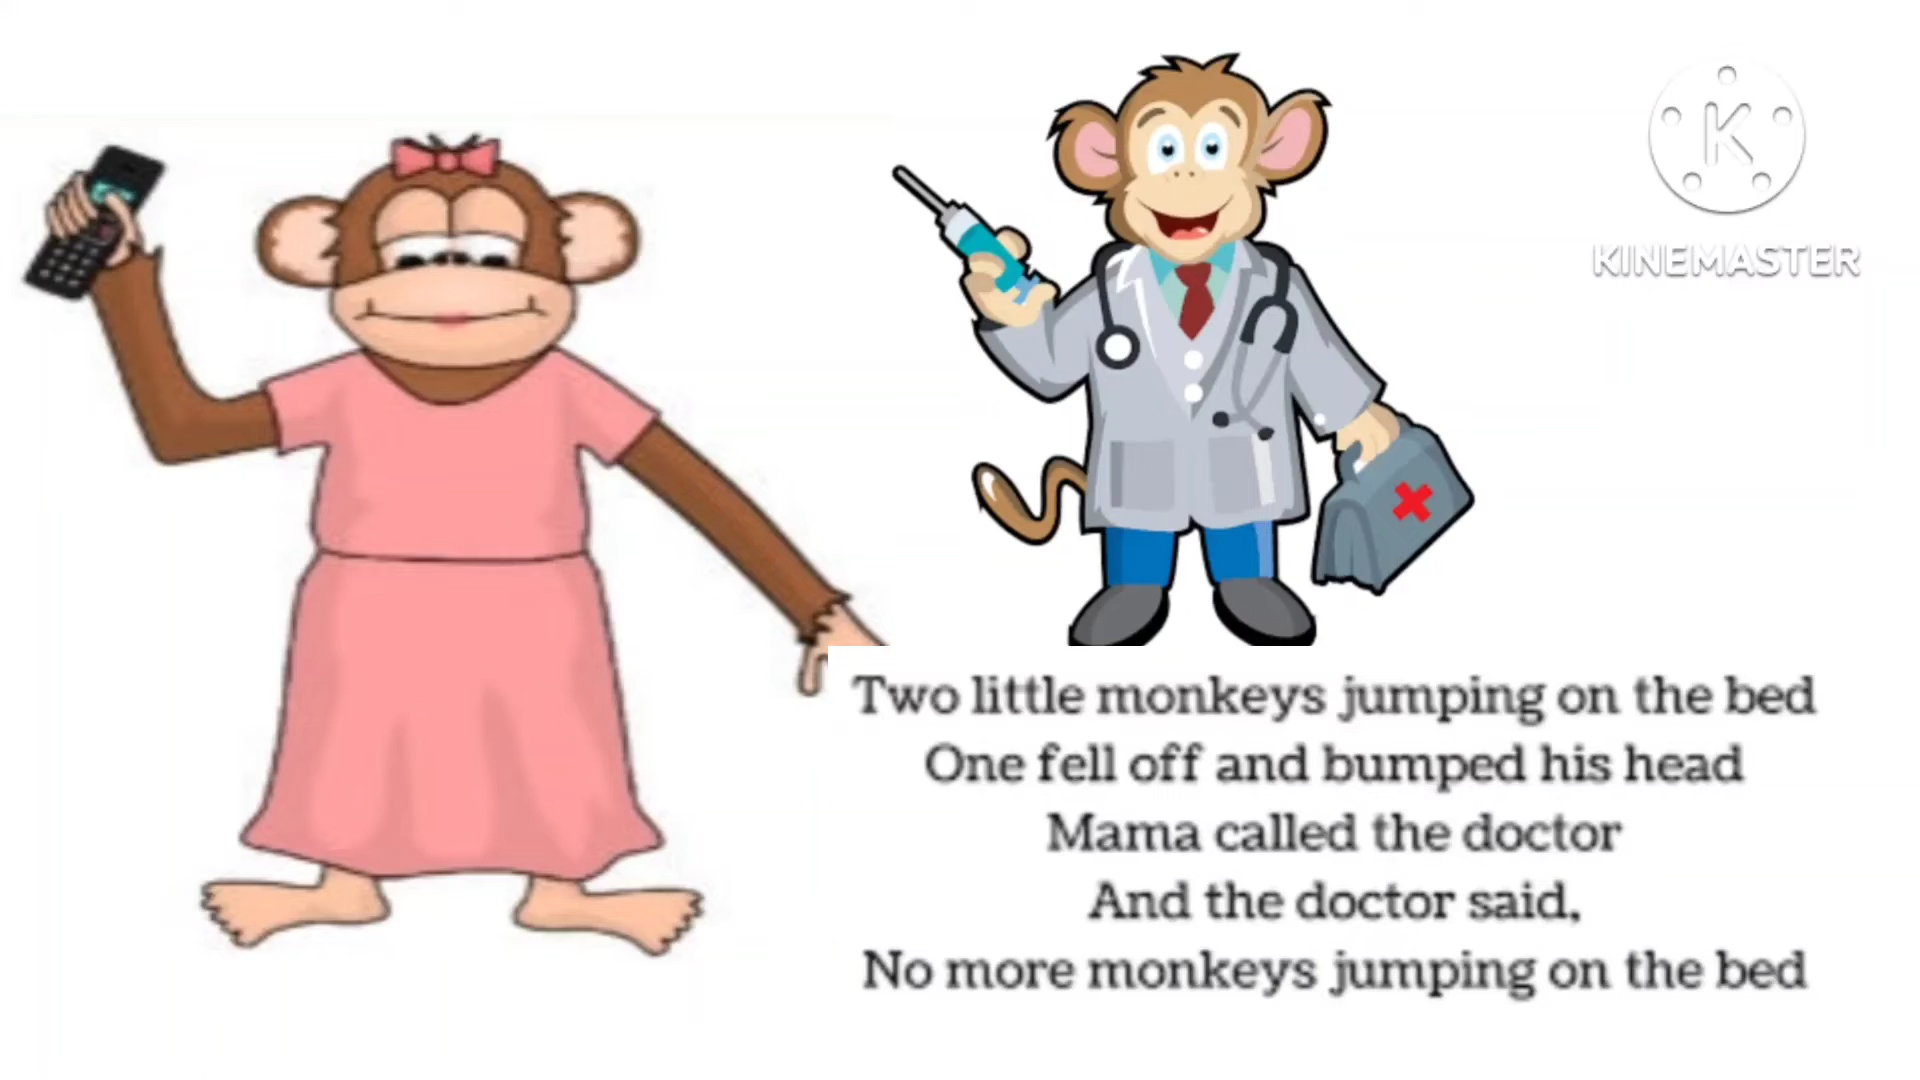 K
KINEMASTER
Two little monkeys jumping on the bed
One fell off and bumped his head
Mama called the doctor
And the doctor said,
No more monkeys jumping on the bed